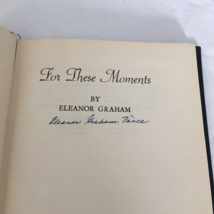 For These Moments
BY
ELEANOR GRAHAM
Eleanor Graham Vance